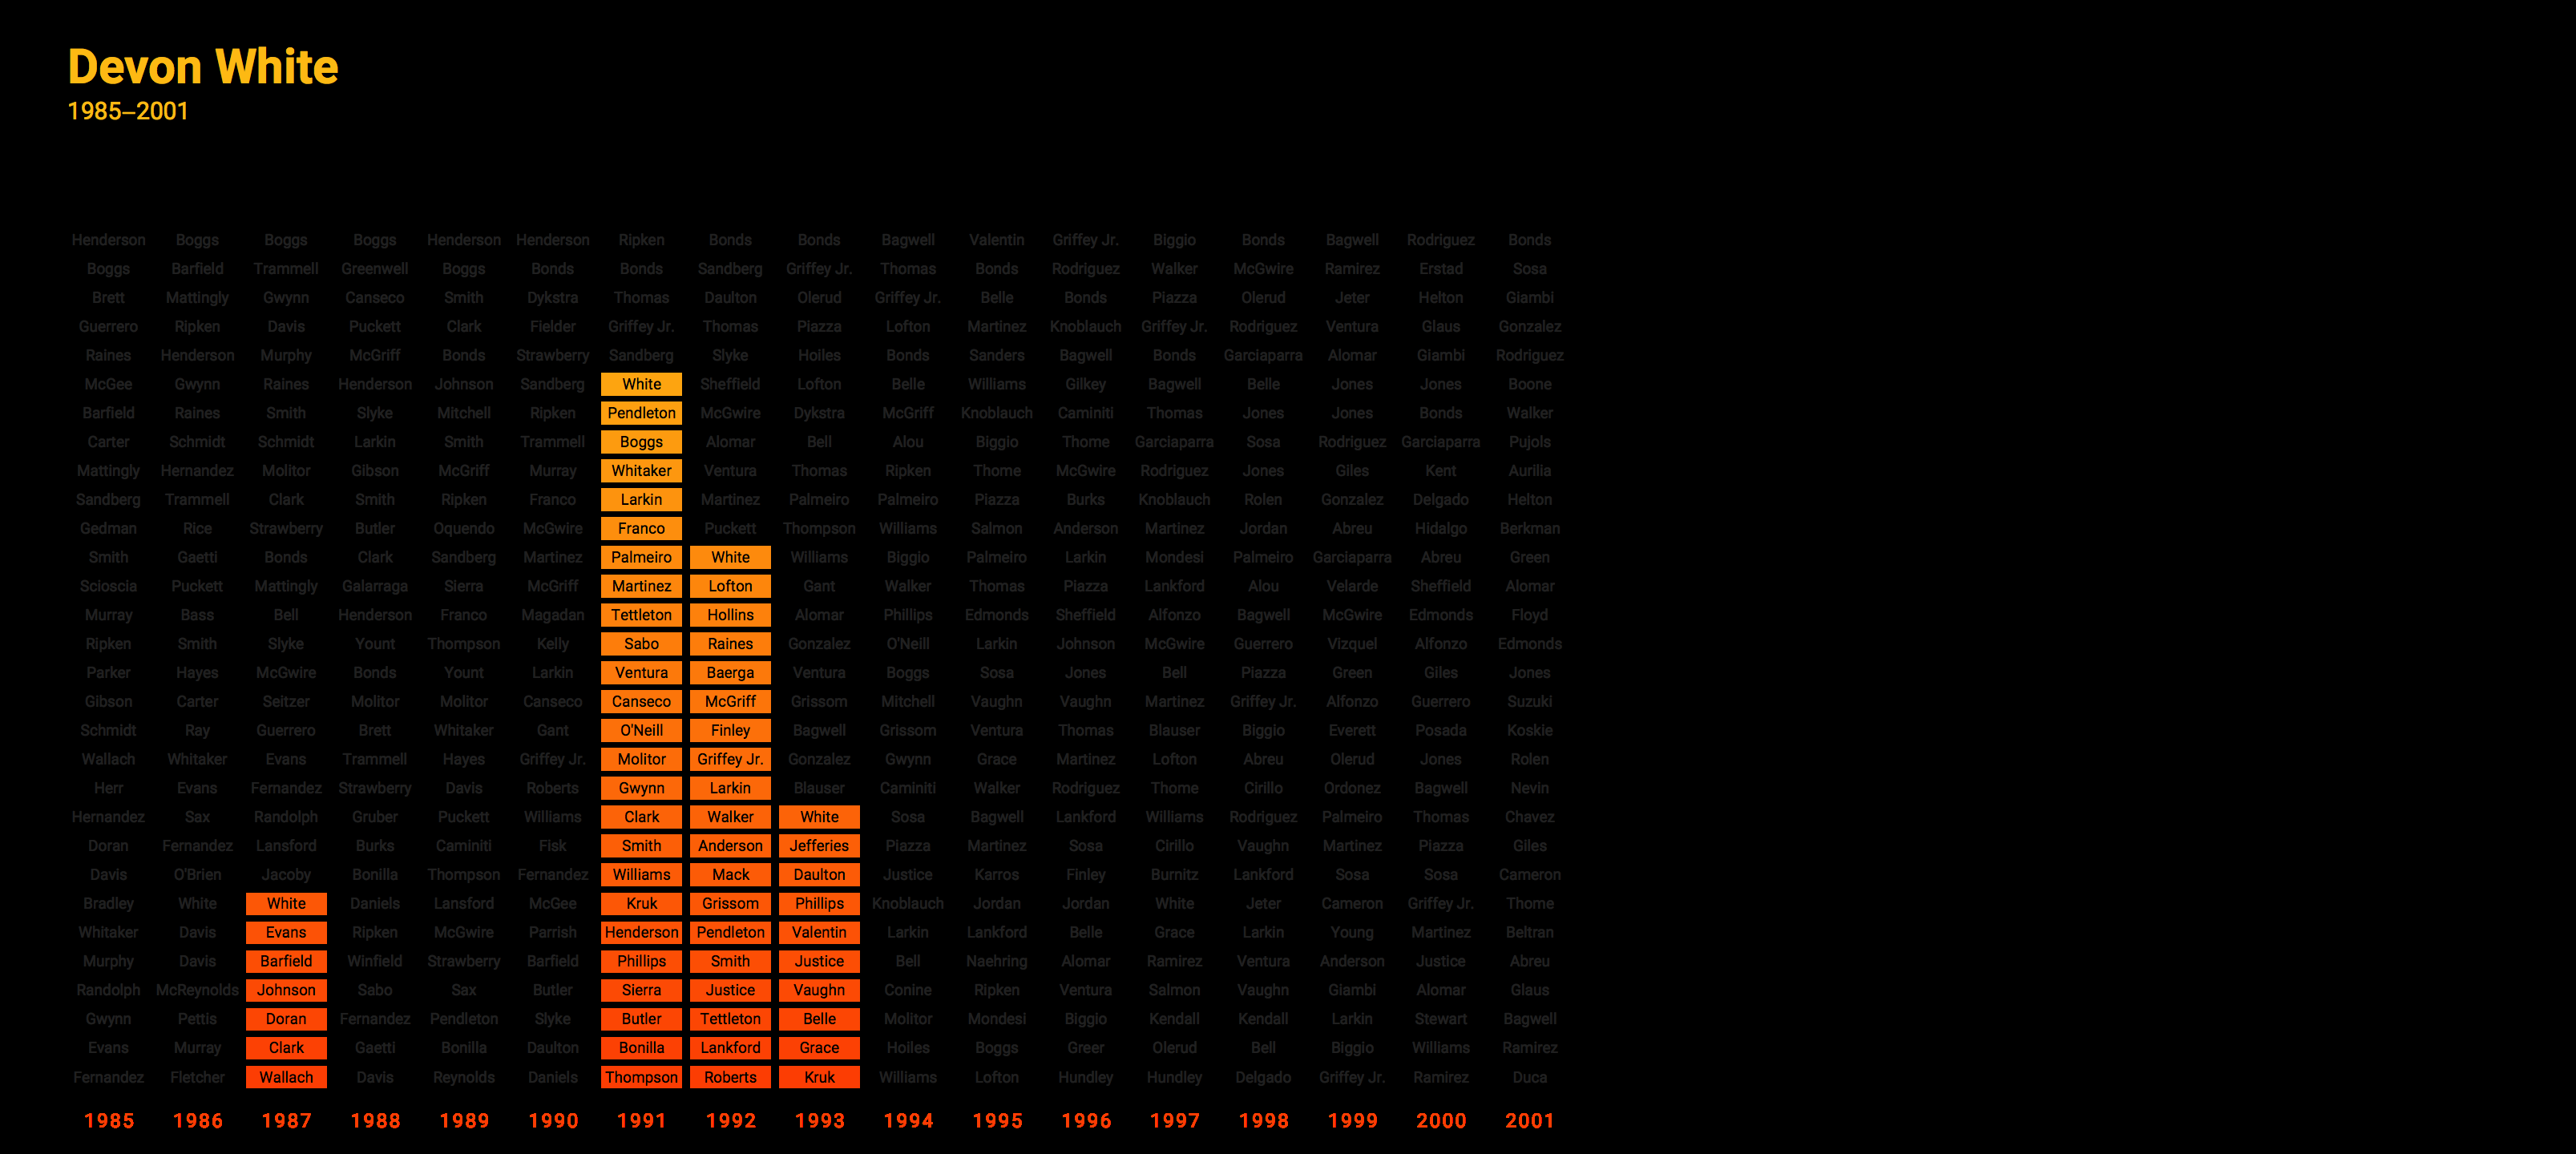 Devon White
1985–2001
Henderson Boggs Boggs Boggs Henderson Henderson Ripken Bonds Bonds Bagwell Valentin Griffey Jr. Biggio Bonds Bagwell Rodriguez Bonds
Boggs Barfield Trammell Greenwell Boggs Bonds Bonds Sandberg Griffey Jr. Thomas Bonds Rodriguez Walker McGwire Ramirez Erstad Sosa
Brett Mattingly Gwynn Canseco Smith Dykstra Thomas Daulton Olerud Griffey Jr. Belle Bonds Piazza Olerud Jeter Helton Giambi
Guerrero Ripken Davis Puckett Clark Fielder Griffey Jr. Thomas Piazza Lofton Martinez Knoblauch Griffey Jr. Rodriguez Ventura Glaus Gonzalez
Raines Henderson Murphy McGriff Bonds Strawberry Sandberg Slyke Hoiles Bonds Sanders Bagwell Bonds Garciaparra Alomar Giambi Rodriguez
McGee Gwynn Raines Henderson Johnson Sandberg White Sheffield Lofton Belle Williams Gilkey Bagwell Belle Jones Jones Boone
Barfield Raines Smith Slyke Mitchell Ripken Pendleton McGwire Dykstra McGriff Knoblauch Caminiti Thomas Jones Jones Bonds Walker
Carter Schmidt Schmidt Larkin Smith Trammell Boggs Alomar Bell Alou Biggio Thome Garciaparra Sosa Rodriguez Garciaparra Pujols
Mattingly Hernandez Molitor Gibson McGriff Murray Whitaker Ventura Thomas Ripken Thome McGwire Rodriguez Jones Giles Kent Aurilia
Sandberg Trammell Clark Smith Ripken Franco Larkin Martinez Palmeiro Palmeiro Piazza Burks Knoblauch Rolen Gonzalez Delgado Helton
Gedman Rice Strawberry Butler Oquendo McGwire Franco Puckett Thompson Williams Salmon Anderson Martinez Jordan Abreu Hidalgo Berkman
Smith Gaetti Bonds Clark Sandberg Martinez Palmeiro White Williams Biggio Palmeiro Larkin Mondesi Palmeiro Garciaparra Abreu Green
Scioscia Puckett Mattingly Galarraga Sierra McGriff Martinez Lofton Gant Walker Thomas Piazza Lankford Alou Velarde Sheffield Alomar
Murray Bass Bell Henderson Franco Magadan Tettleton Hollins Alomar Phillips Edmonds Sheffield Alfonzo Bagwell McGwire Edmonds Floyd
Ripken Smith Slyke Yount Thompson Kelly Sabo Raines Gonzalez O'Neill Larkin Johnson McGwire Guerrero Vizquel Alfonzo Edmonds
Parker Hayes McGwire Bonds Yount Larkin Ventura Baerga Ventura Boggs Sosa Jones Bell Piazza Green Giles Jones
Gibson Carter Seitzer Molitor Molitor Canseco Canseco McGriff Grissom Mitchell Vaughn Vaughn Martinez Griffey Jr. Alfonzo Guerrero Suzuki
Schmidt Ray Guerrero Brett Whitaker Gant O'Neill Finley Bagwell Grissom Ventura Thomas Blauser Biggio Everett Posada Koskie
Wallach Whitaker Evans Trammell Hayes Griffey Jr. Molitor Griffey Jr. Gonzalez Gwynn Grace Martinez Lofton Abreu Olerud Jones Rolen
Herr Evans Fernandez Strawberry Davis Roberts Gwynn Larkin Blauser Caminiti Walker Rodriguez Thome Cirillo Ordonez Bagwell Nevin
Hernandez Sax Randolph Gruber Puckett Williams Clark Walker White Sosa Bagwell Lankford Williams Rodriguez Palmeiro Thomas Chavez
Doran Fernandez Lansford Burks Caminiti Fisk Smith Anderson Jefferies Piazza Martinez Sosa Cirillo Vaughn Martinez Piazza Giles
Davis O'Brien Jacoby Bonilla Thompson Fernandez Williams Mack Daulton Justice Karros Finley Burnitz Lankford Sosa Sosa Cameron
Bradley White White Daniels Lansford McGee Kruk Grissom Phillips Knoblauch Jordan Jordan White Jeter Cameron Griffey Jr. Thome
Whitaker Davis Evans Ripken McGwire Parrish Henderson Pendleton Valentin Larkin Lankford Belle Grace Larkin Young Martinez Beltran
Murphy Davis Barfield Winfield Strawberry Barfield Phillips Smith Justice Bell Naehring Alomar Ramirez Ventura Anderson Justice Abreu
Randolph McReynolds Johnson Sabo Sax Butler Sierra Justice Vaughn Conine Ripken Ventura Salmon Vaughn Giambi Alomar Glaus
Gwynn Pettis Doran Fernandez Pendleton Slyke Butler Tettleton Belle Molitor Mondesi Biggio Kendall Kendall Larkin Stewart Bagwell
Evans Murray Clark Gaetti Bonilla Daulton Bonilla Lankford Grace Hoiles Boggs Greer Olerud Bell Biggio Williams Ramirez
Fernandez Fletcher Wallach Davis Reynolds Daniels Thompson Roberts Kruk Williams Lofton Hundley Hundley Delgado Griffey Jr. Ramirez Duca
1985 1986 1987 1988 1989 1990 1991 1992 1993 1994 1995 1996 1997 1998 1999 2000 2001